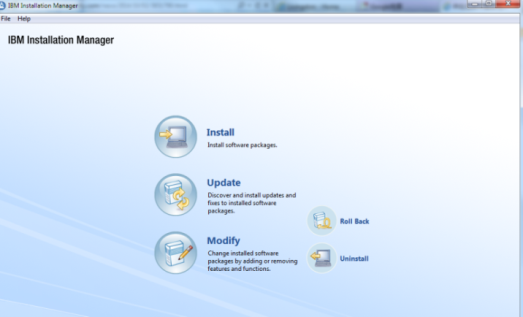 IBM Installation Manager
File Help
IBM Installation Manager
Install
Install software packages.
Update
Discover and install updates and
fixes to installed software
packages.
Roll Back
Modify
Change installed software
packages by adding or removing
features and functions.
Uninstall